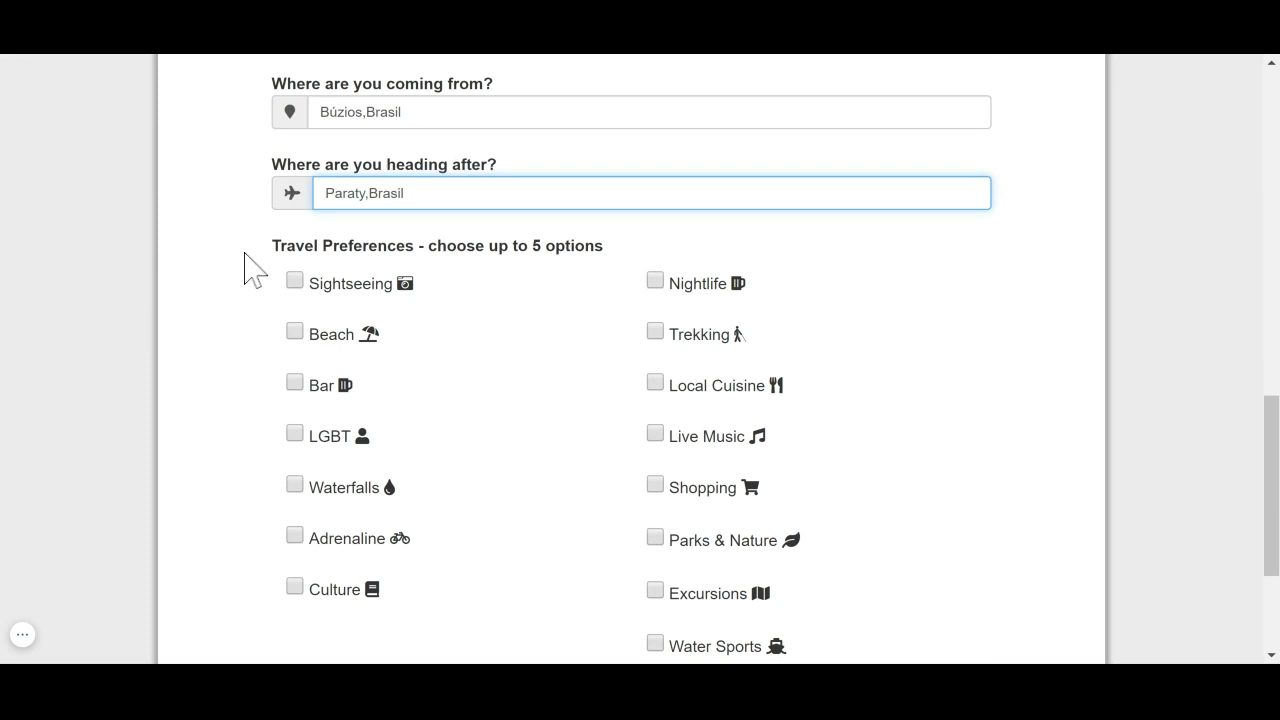 Where are you coming from?
Búzios,Brasil
Where are you heading after?
Paraty,Brasil
Travel Preferences - choose up to 5 options
Sightseeing
Nightlife
Beach
Trekking
Bar
Local Cuisine
LGBT
Live Music
Waterfalls
Shopping
Adrenaline
Parks & Nature
Culture
Excursions
Water Sports